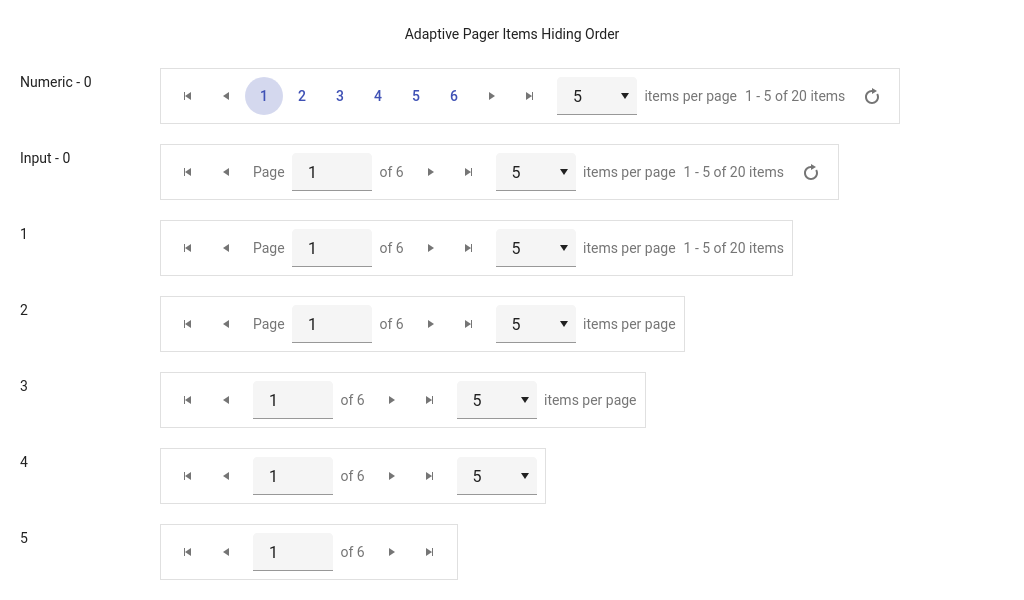 Adaptive Pager Items Hiding Order
Numeric - 0
1 2 3 4 5 6 5 items per page 1 - 5 of 20 items
Input - 0
Page 1 of 6 5 items per page 1 - 5 of 20 items
1
Page 1 of 6 5 items per page 1 - 5 of 20 items
2
Page 1 of 6 5 items per page
3
1 of 6 5 items per page
4
1 of 6 5
5
1 of 6